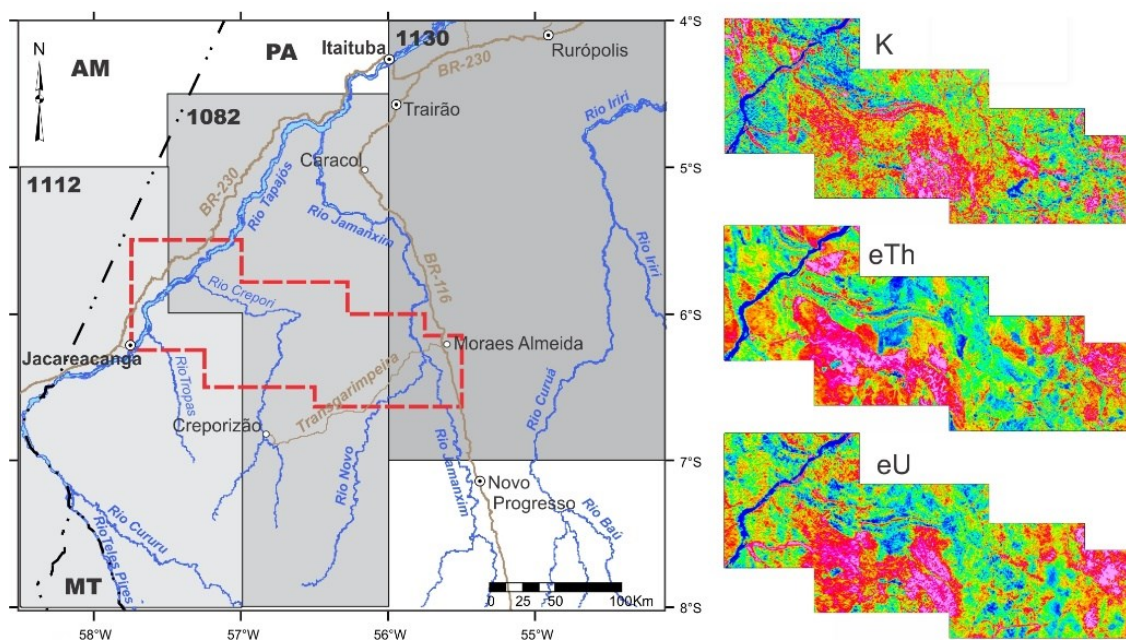 N
AM
PA
Itaituba
1130
BR-230
Rurópolis
4°S
1082
Trairão
Rio Iriri
Caracol
5°S
1112
BR-230
Rio Tapajós
Rio Jamanxira
BR-116
Rio Iriri
Rio Crepori
6°S
Jacareacanga
Moraes Almeida
Rio Tropas
Transgarimpeira
Creporizão
Rio Curuá
7°S
Rio Novo
Rio Jamanxim
Novo
Progresso
Rio Cururu
Rio Teles Pires
Rio Baú
MT
0 25 50 100Km
8°S
58°W
57°W
56°W
55°W
K
eTh
eU